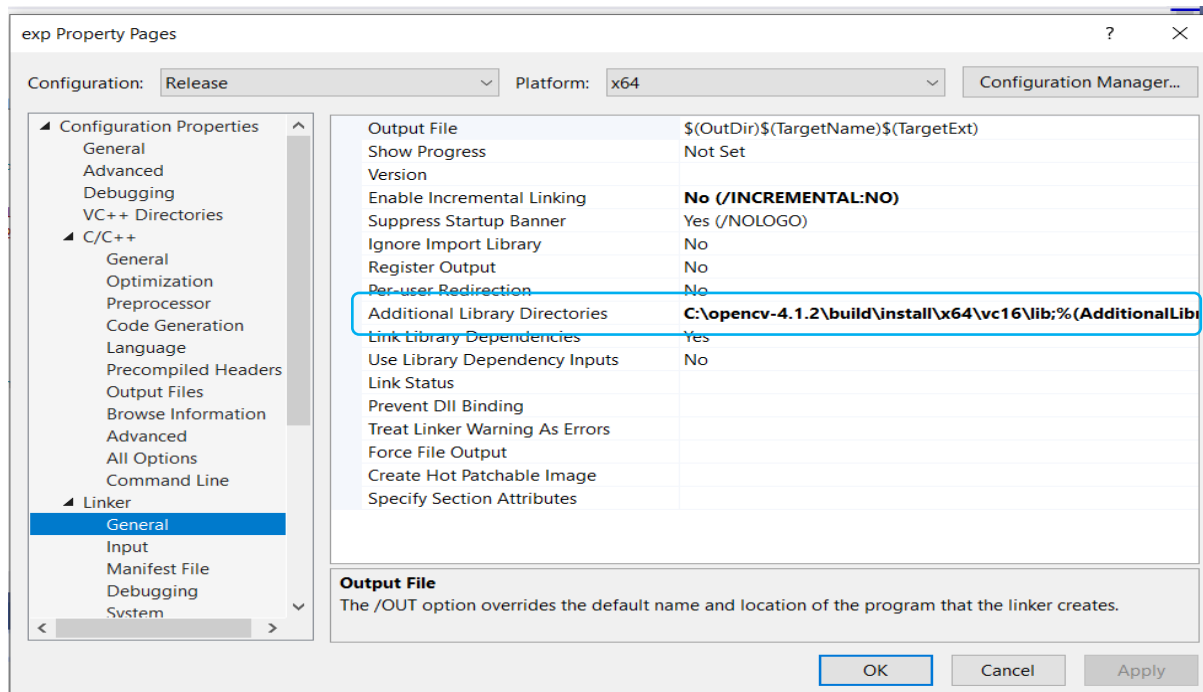 exp Property Pages
?
Configuration: Release Platform: x64 Configuration Manager...
Configuration Properties
General
Advanced
Debugging
VC++ Directories
C/C++
General
Optimization
Preprocessor
Code Generation
Language
Precompiled Headers
Output Files
Browse Information
Advanced
All Options
Command Line
Linker
General
Input
Manifest File
Debugging
System
Output File $(OutDir)$(TargetName)$(TargetExt)
Show Progress Not Set
Version
Enable Incremental Linking No (/INCREMENTAL:NO)
Suppress Startup Banner Yes (/NOLOGO)
Ignore Import Library No
Register Output No
Per-user Redirection No
Additional Library Directories C:\opencv-4.1.2\build\install\x64\vc16\lib;%(AdditionalLibr
Link Library Dependencies Yes
Use Library Dependency Inputs No
Link Status
Prevent Dll Binding
Treat Linker Warning As Errors
Force File Output
Create Hot Patchable Image
Specify Section Attributes
Output File
The /OUT option overrides the default name and location of the program that the linker creates.
OK Cancel Apply